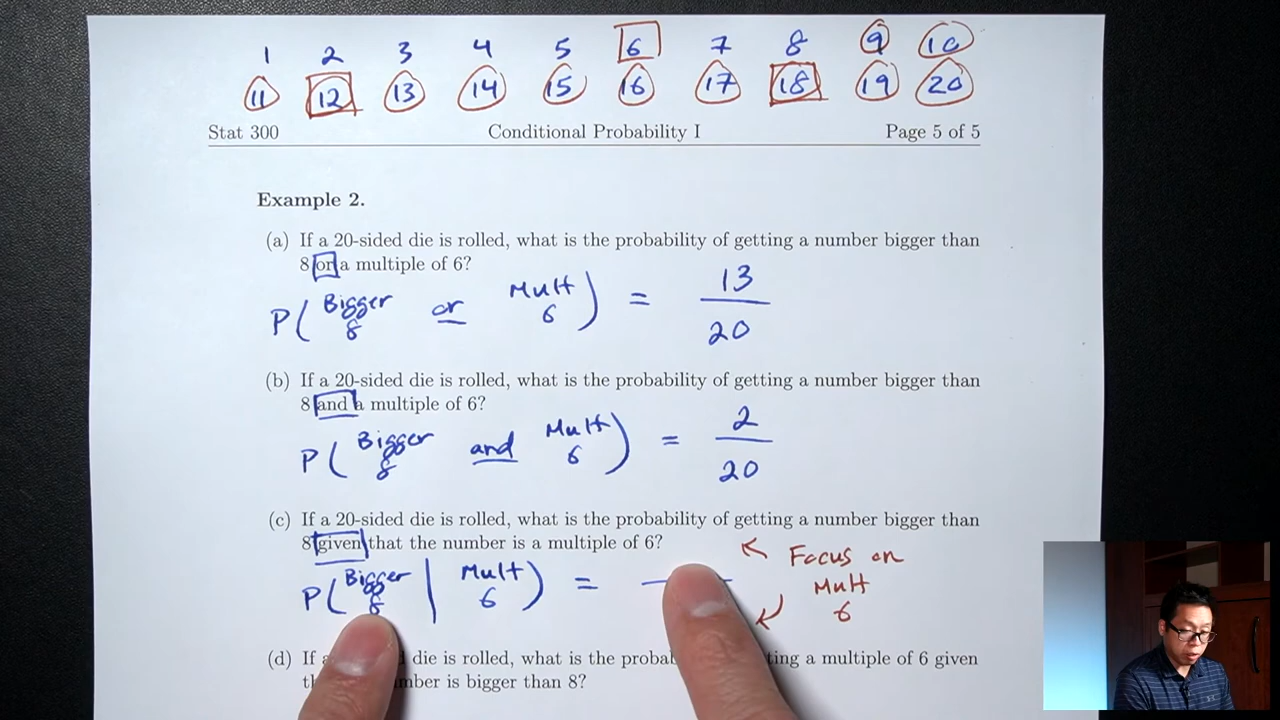 1 2 3 4 5 6 7 8 9 10
11 12 13 14 15 16 17 18 19 20
Stat 300 Conditional Probability I Page 5 of 5
Example 2.
(a) If a 20-sided die is rolled, what is the probability of getting a number bigger than
8 or a multiple of 6?
P( Bigger 8 or Mult 6 ) = 13/20
(b) If a 20-sided die is rolled, what is the probability of getting a number bigger than
8 and a multiple of 6?
P( Bigger 8 and Mult 6 ) = 2/20
(c) If a 20-sided die is rolled, what is the probability of getting a number bigger than
8 given that the number is a multiple of 6?
P( Bigger 8 | Mult 6 ) =
Focus on
Mult
6
(d) If die is rolled, what is the ting a multiple of 6 given
is bigger than 8?